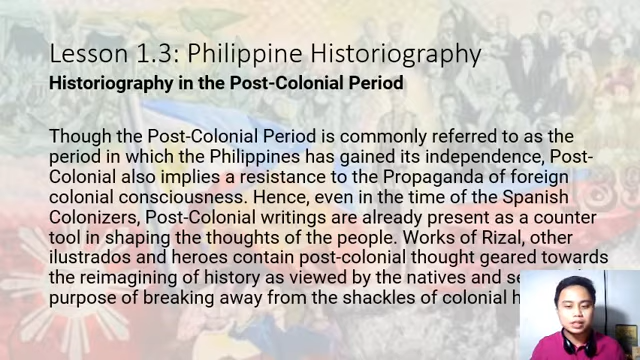 Lesson 1.3: Philippine Historiography
Historiography in the Post-Colonial Period
Though the Post-Colonial Period is commonly referred to as the
period in which the Philippines has gained its independence, Post-
Colonial also implies a resistance to the Propaganda of foreign
colonial consciousness. Hence, even in the time of the Spanish
Colonizers, Post-Colonial writings are already present as a counter
tool in shaping the thoughts of the people. Works of Rizal, other
ilustrados and heroes contain post-colonial thought geared towards
the reimagining of history as viewed by the natives and
purpose of breaking away from the shackles of colonial